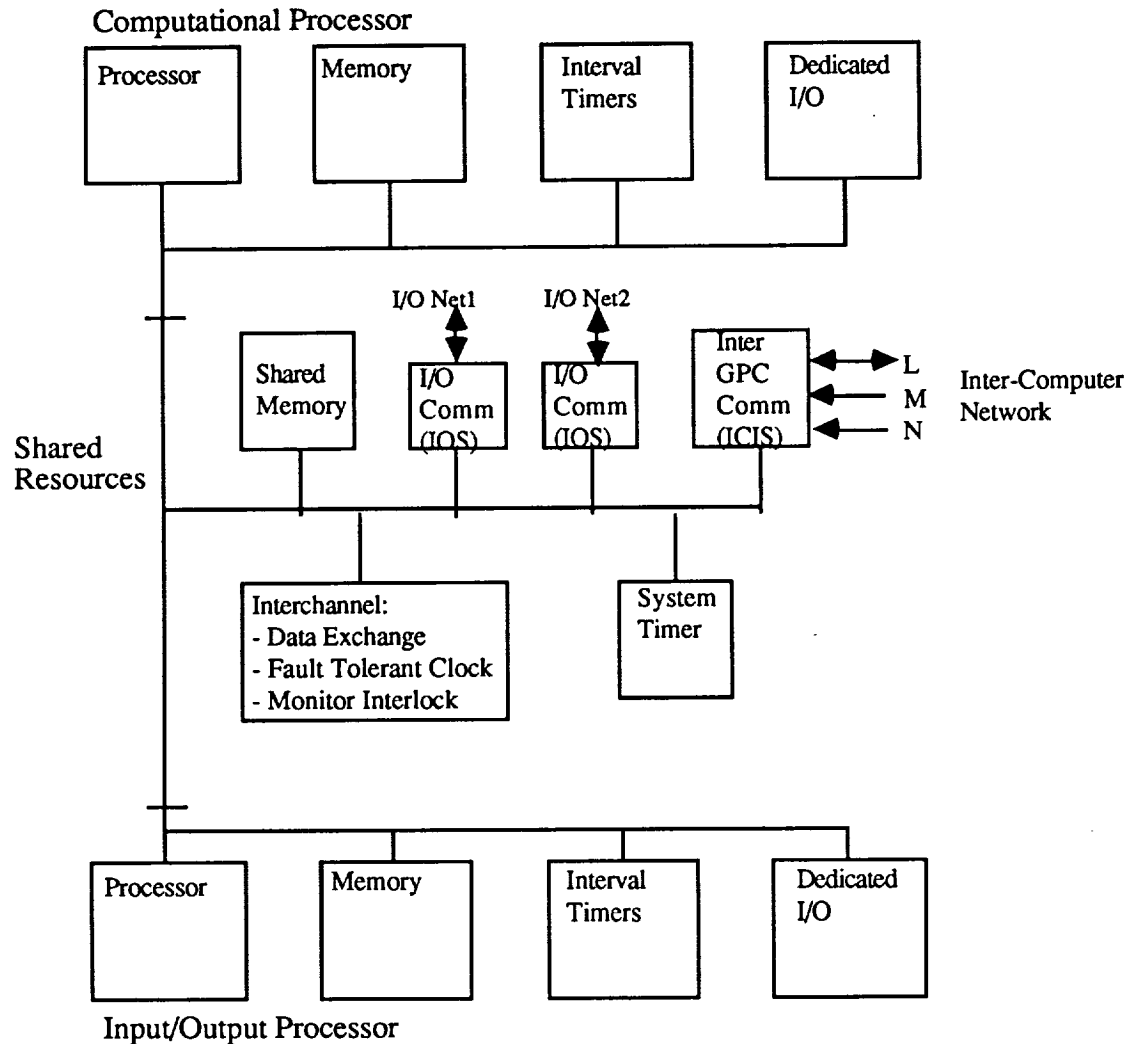 Computational Processor
Processor
Memory
Interval
Timers
Dedicated
I/O
I/O Net1
I/O Net2
Shared
Memory
I/O
Comm
(IOS)
I/O
Comm
(IOS)
Inter
GPC
Comm
(ICIS)
L
M
N
Inter-Computer
Network
Shared
Resources
Interchannel:
- Data Exchange
- Fault Tolerant Clock
- Monitor Interlock
System
Timer
Processor
Memory
Interval
Timers
Dedicated
I/O
Input/Output Processor